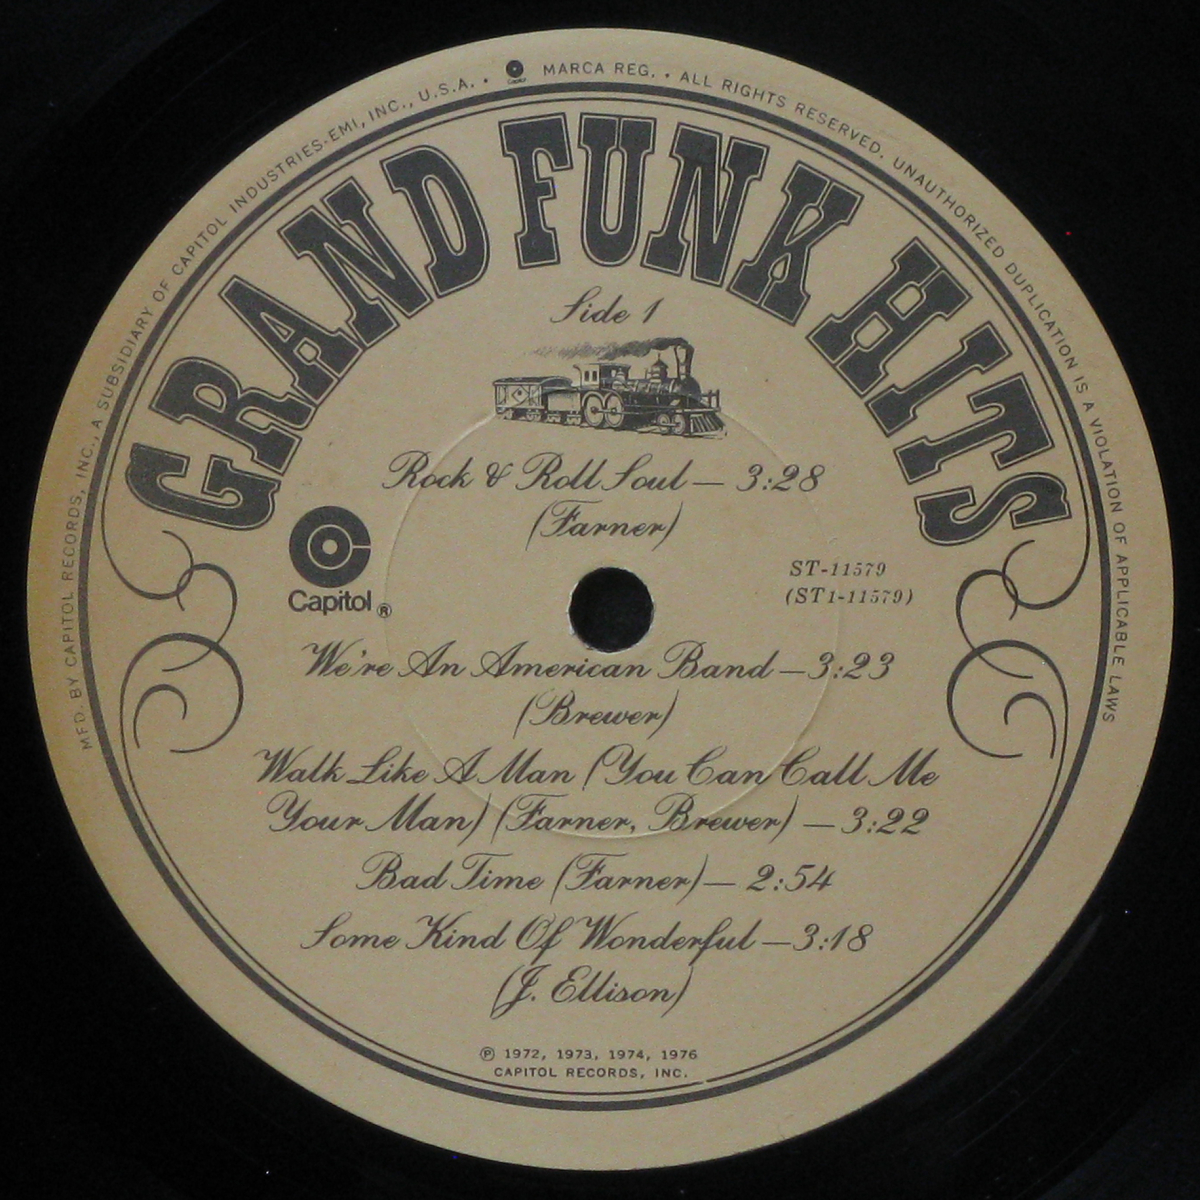 MFD. BY CAPITOL RECORDS, INC., A SUBSIDIARY OF CAPITOL INDUSTRIES-EMI, INC., U.S.A. • Capitol MARCA REG. • ALL RIGHTS RESERVED. UNAUTHORIZED DUPLICATION IS A VIOLATION OF APPLICABLE LAWS
GRAND FUNK HITS
Side 1
Rock & Roll Soul — 3:28
(Farner)
Capitol®
ST-11579
(ST1-11579)
We're An American Band — 3:23
(Brewer)
Walk Like A Man (You Can Call Me
Your Man) (Farner, Brewer) — 3:22
Bad Time (Farner) — 2:54
Some Kind Of Wonderful — 3:18
(J. Ellison)
℗ 1972, 1973, 1974, 1976
CAPITOL RECORDS, INC.